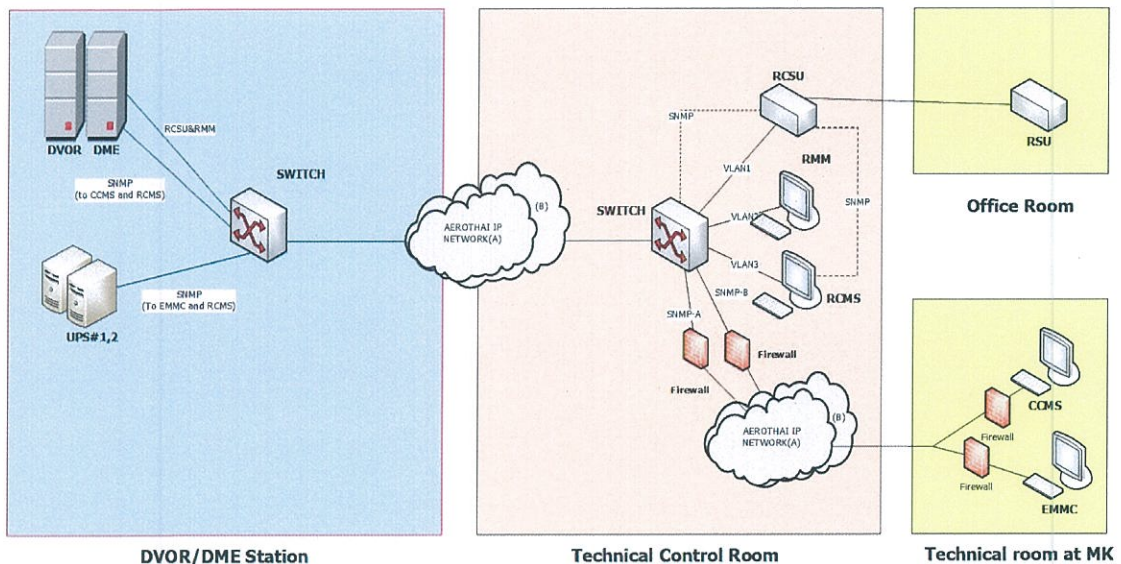 DVOR
DME
RCSU&RMM
SNMP
(to CCMS and RCMS)
SWITCH
SNMP
(To EMMC and RCMS)
UPS#1,2
DVOR/DME Station
(B)
AEROTHAI IP
NETWORK(A)
RCSU
SNMP
VLAN1
RMM
SWITCH
SNMP
VLAN3
SNMP-B
RCMS
SNMP-A
Firewall
Firewall
(B)
AEROTHAI IP
NETWORK(A)
Technical Control Room
RSU
Office Room
CCMS
Firewall
Firewall
EMMC
Technical room at MK